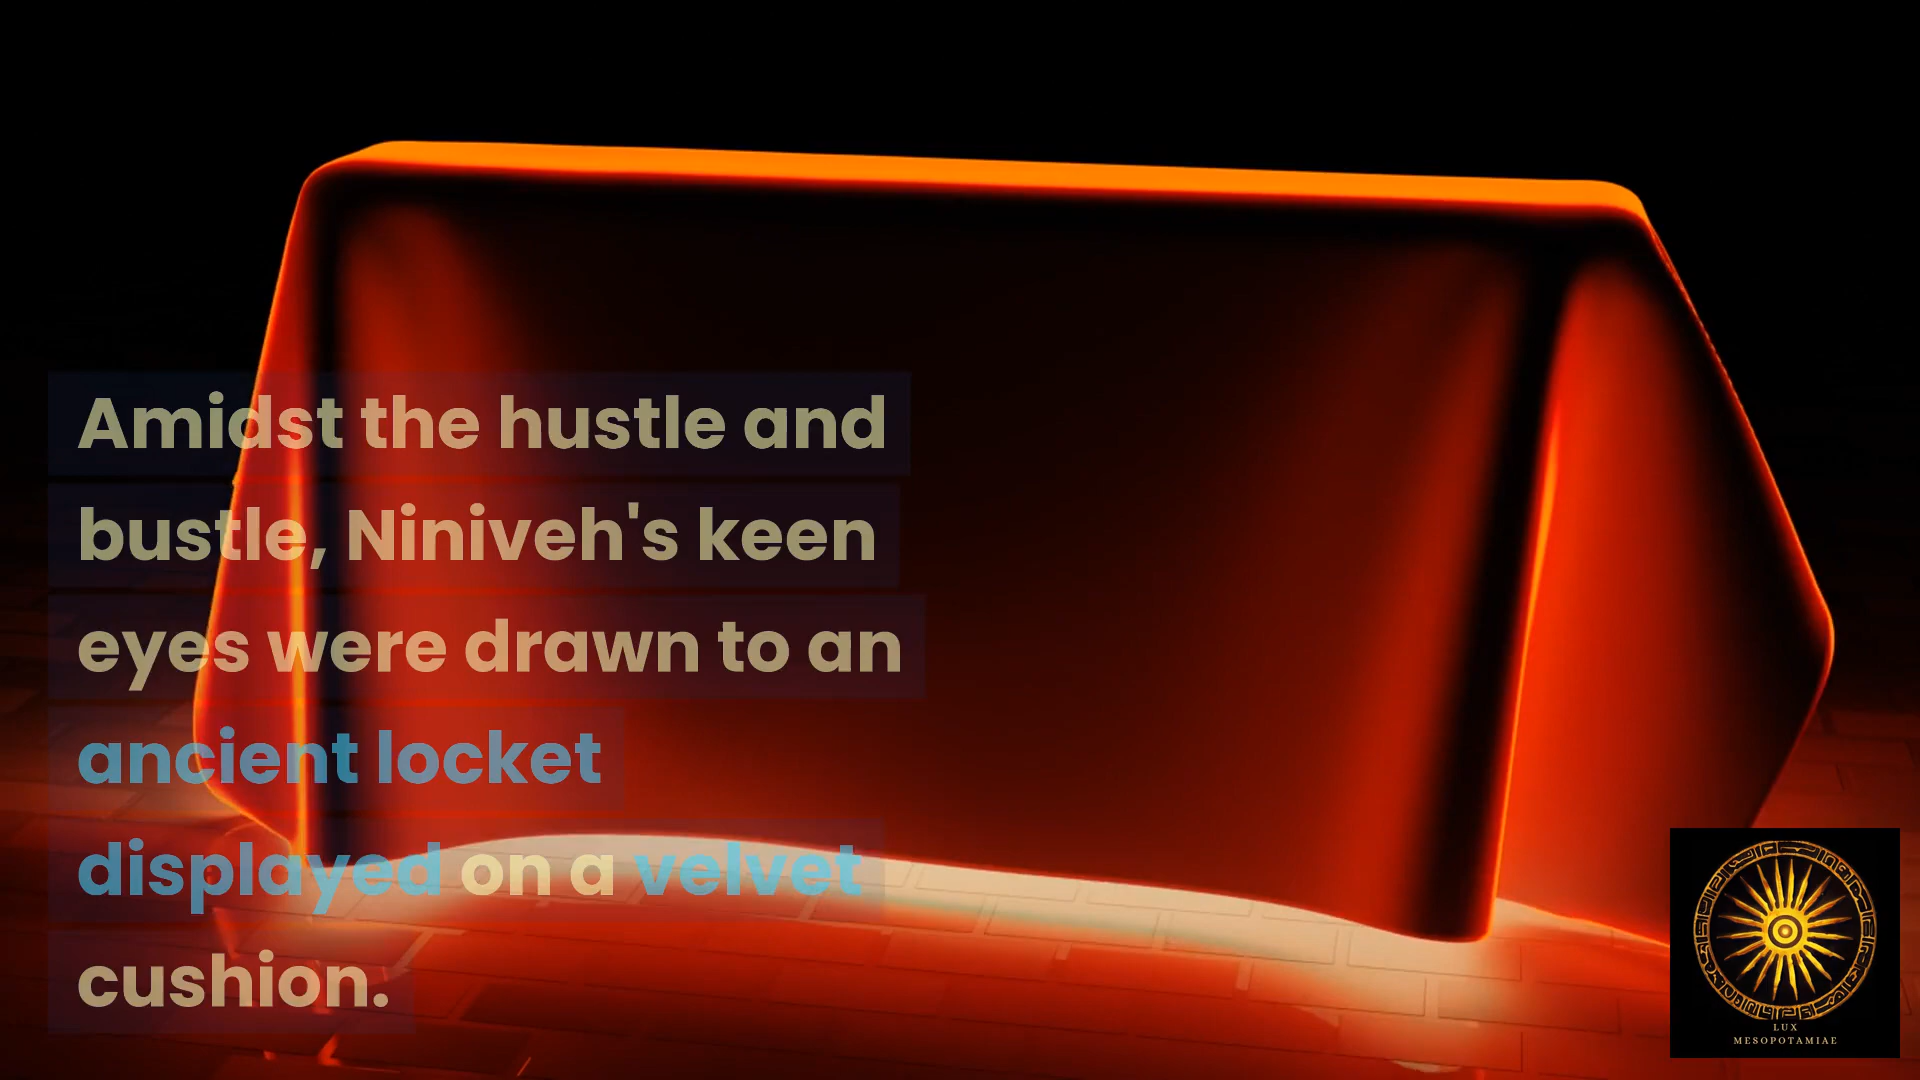 Amidst the hustle and
bustle, Niniveh's keen
eyes were drawn to an
ancient locket
displayed on a velvet
cushion.
LUX
MESOPOTAMIAE